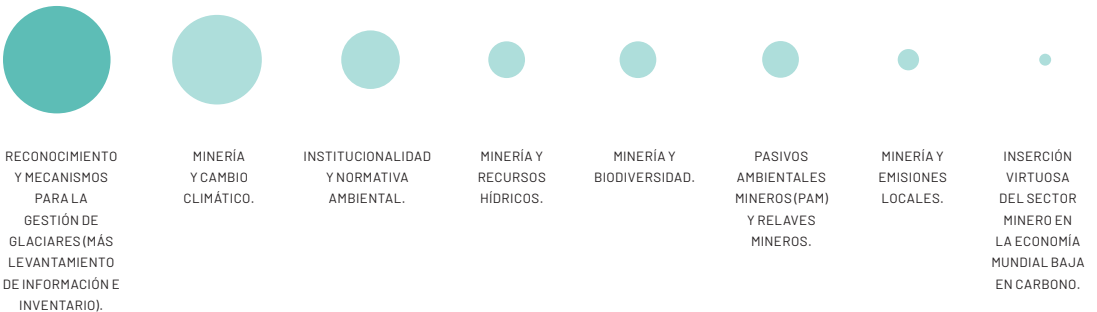 RECONOCIMIENTO
Y MECANISMOS
PARA LA
GESTIÓN DE
GLACIARES (MÁS
LEVANTAMIENTO
DE INFORMACIÓN E
INVENTARIO).
MINERÍA
Y CAMBIO
CLIMÁTICO.
INSTITUCIONALIDAD
Y NORMATIVA
AMBIENTAL.
MINERÍA Y
RECURSOS
HÍDRICOS.
MINERÍA Y
BIODIVERSIDAD.
PASIVOS
AMBIENTALES
MINEROS (PAM)
Y RELAVES
MINEROS.
MINERÍA Y
EMISIONES
LOCALES.
INSERCIÓN
VIRTUOSA
DEL SECTOR
MINERO EN
LA ECONOMÍA
MUNDIAL BAJA
EN CARBONO.